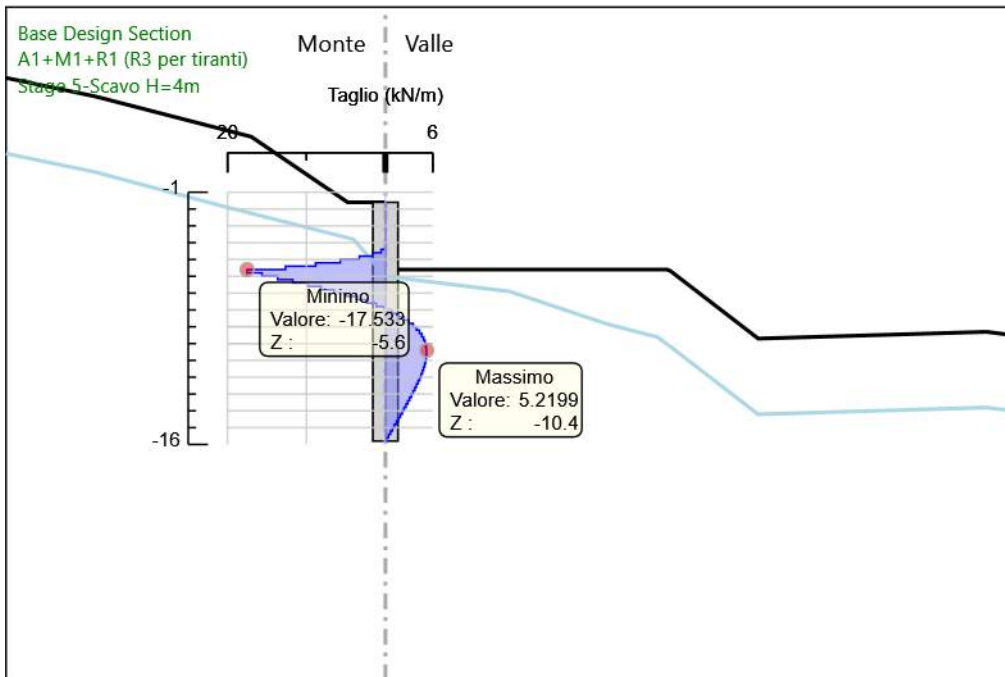 Base Design Section
A1+M1+R1 (R3 per tiranti)
Stage 5-Scavo H=4m
Monte Valle
Taglio (kN/m)
20 6
-1
Minimo
Valore: -17.533
Z : -5.6
Massimo
Valore: 5.2199
Z : -10.4
-16